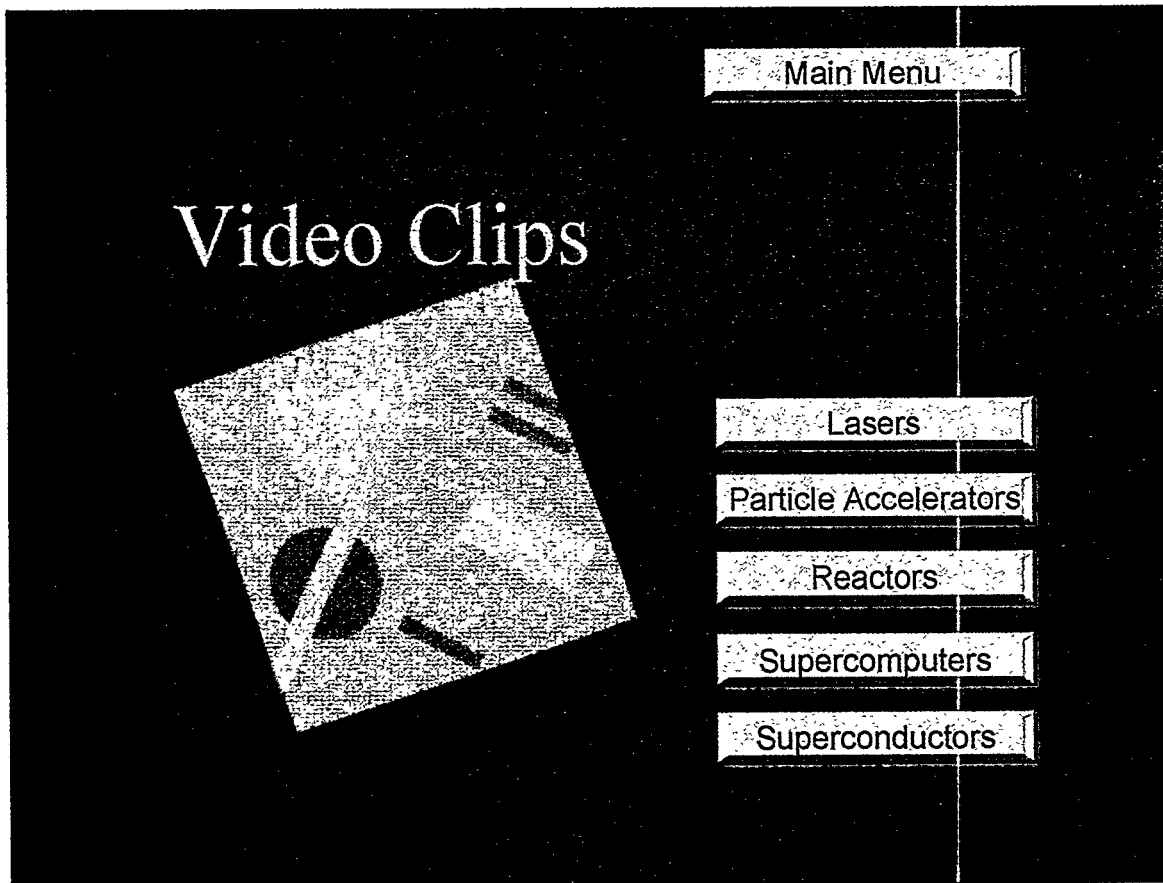 Main Menu
Video Clips
Lasers
Particle Accelerators
Reactors
Supercomputers
Superconductors